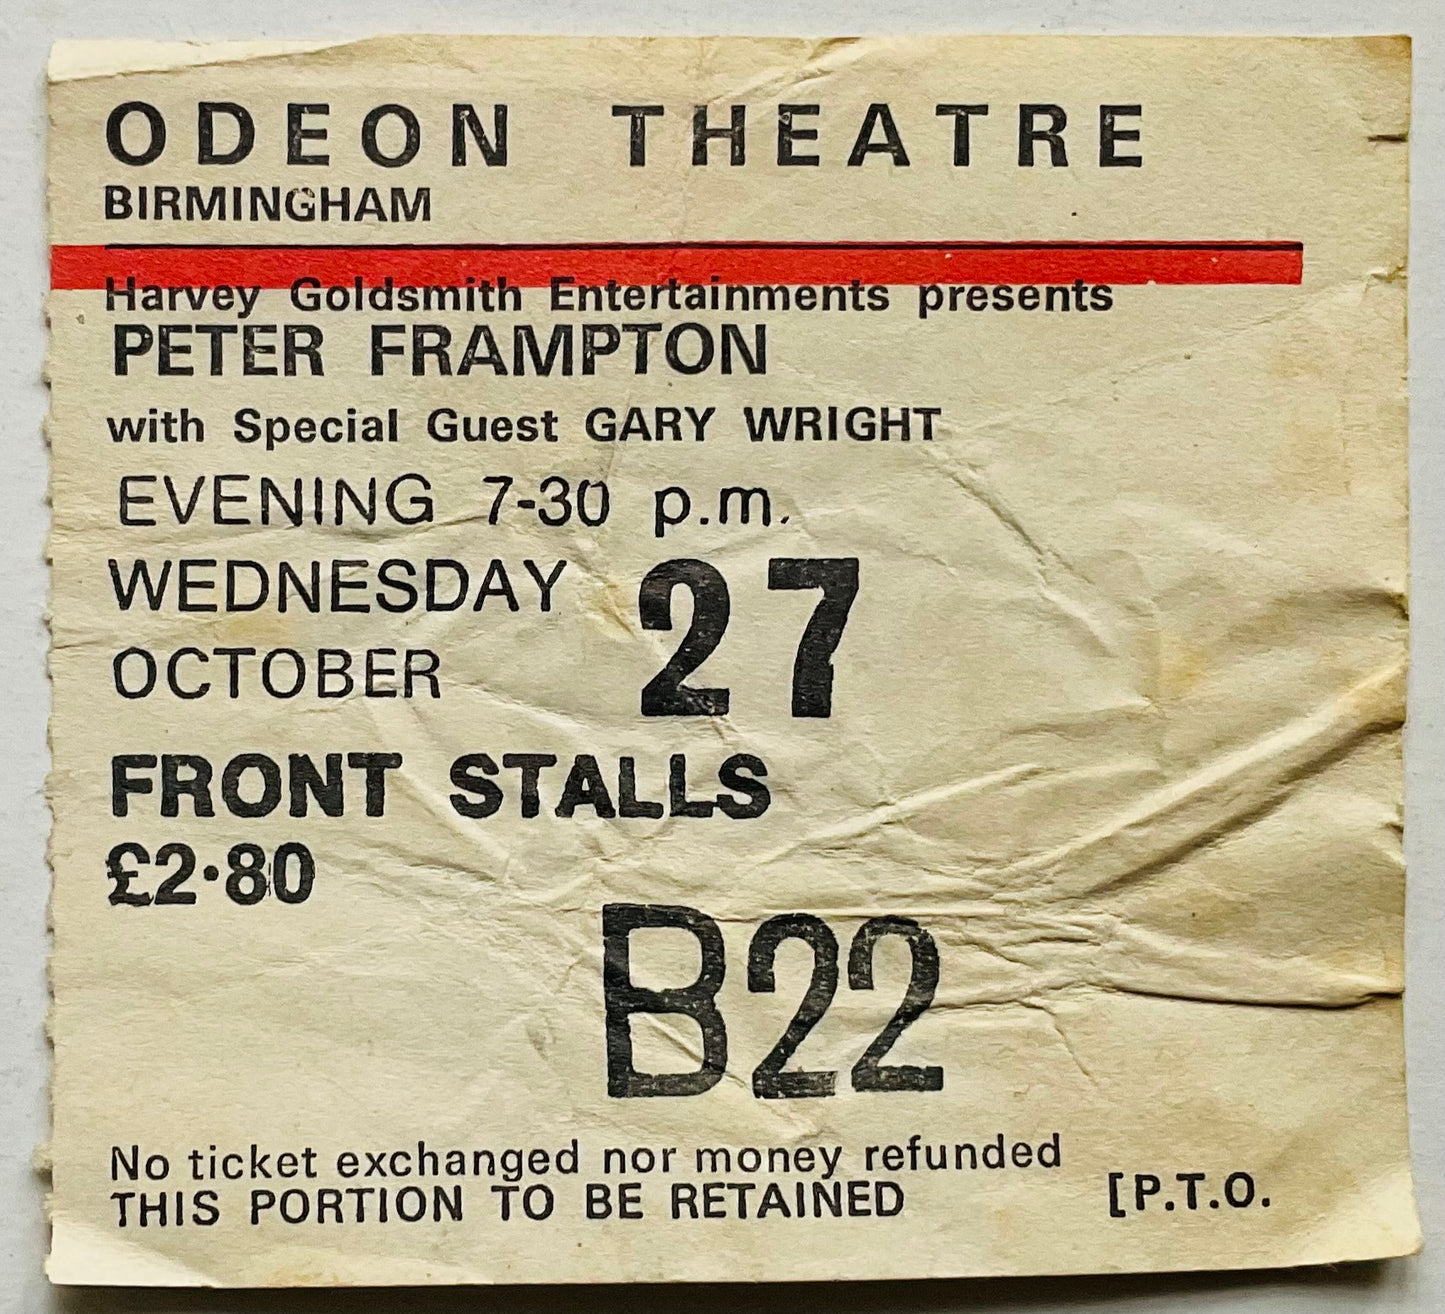 ODEON THEATRE
BIRMINGHAM
Harvey Goldsmith Entertainments presents
PETER FRAMPTON
with Special Guest GARY WRIGHT
EVENING 7-30 p.m.
WEDNESDAY 27
OCTOBER
FRONT STALLS
£2·80
B22
No ticket exchanged nor money refunded
THIS PORTION TO BE RETAINED [P.T.O.